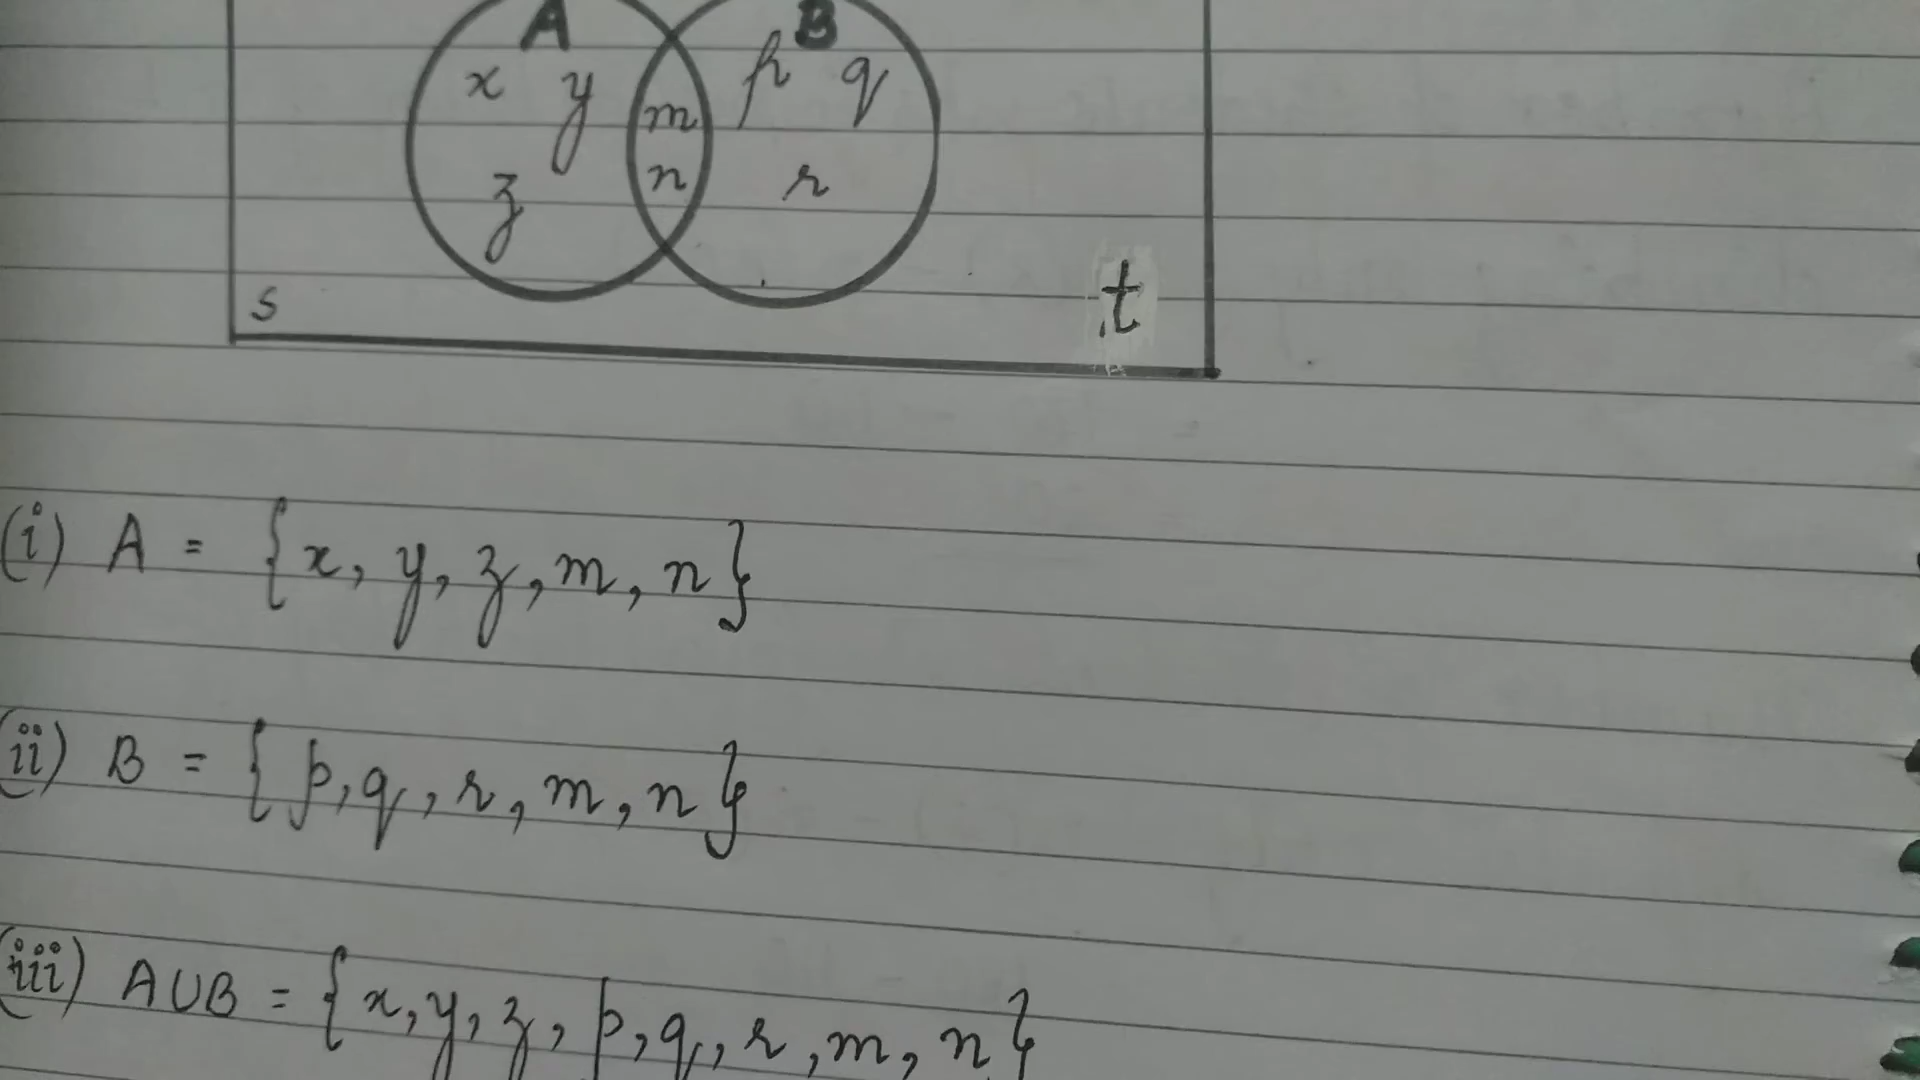 A B
x y m p q
z n r
s t
(i) A = {x, y, z, m, n}
(ii) B = {p, q, r, m, n}
(iii) A∪B = {x, y, z, p, q, r, m, n}